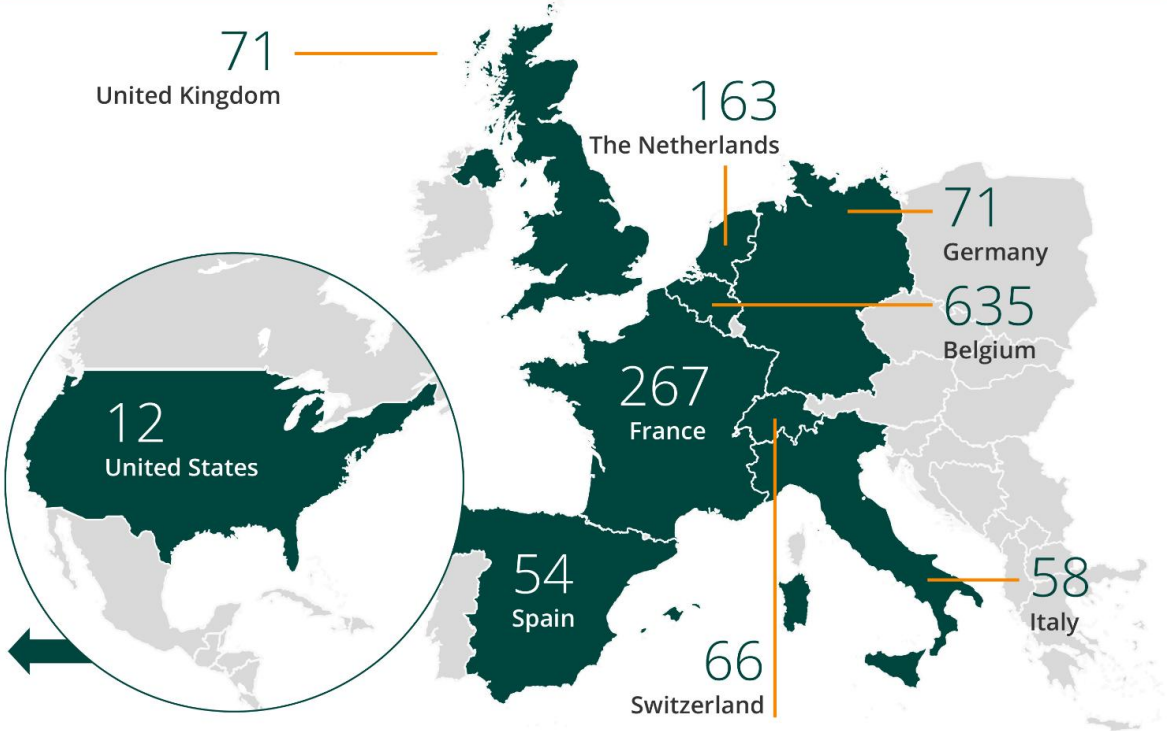 71
United Kingdom
163
The Netherlands
71
Germany
635
Belgium
267
France
12
United States
54
Spain
58
Italy
66
Switzerland